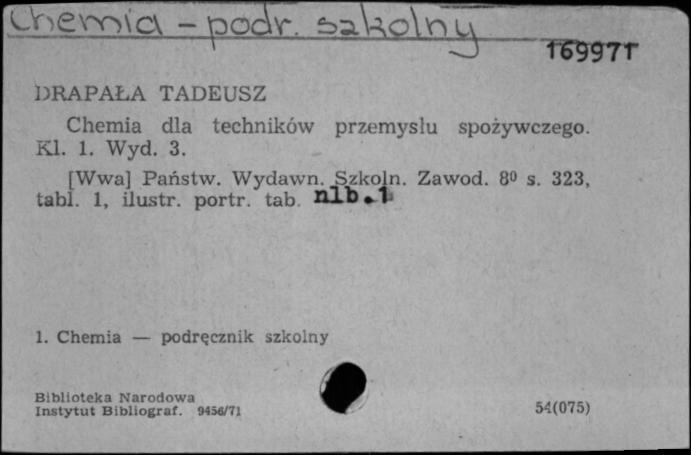 Chemia - podr. szkolny
169971
DRAPAŁA TADEUSZ
Chemia dla techników przemysłu spożywczego.
Kl. 1. Wyd. 3.
[Wwa] Państw. Wydawn. Szkoln. Zawod. 8⁰ s. 323,
tabl. 1, ilustr. portr. tab. nlb.1
1. Chemia — podręcznik szkolny
Biblioteka Narodowa
Instytut Bibliograf. 9456/71
54(075)